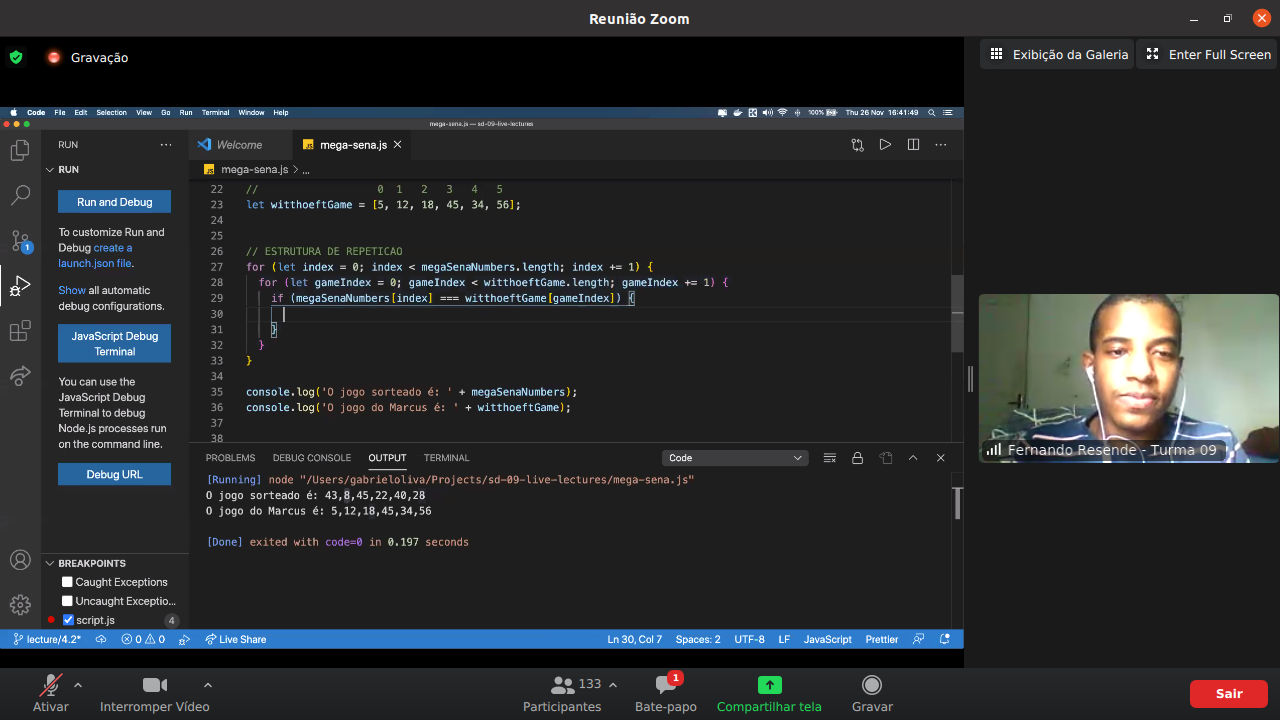 Reunião Zoom
Gravação
Exibição da Galeria
Enter Full Screen
Code File Edit Selection View Go Run Terminal Window Help
100% Thu 26 Nov 16:41:49
mega-sena.js — sd-09-live-lectures
RUN ...
Welcome
mega-sena.js
RUN
mega-sena.js > ...
Run and Debug
To customize Run and
Debug create a
launch.json file.
Show all automatic
debug configurations.
JavaScript Debug
Terminal
You can use the
JavaScript Debug
Terminal to debug
Node.js processes run
on the command line.
Debug URL
1
22 // 0 1 2 3 4 5
23 let witthoeftGame = [5, 12, 18, 45, 34, 56];
24
25
26 // ESTRUTURA DE REPETICAO
27 for (let index = 0; index < megaSenaNumbers.length; index += 1) {
28 for (let gameIndex = 0; gameIndex < witthoeftGame.length; gameIndex += 1) {
29 if (megaSenaNumbers[index] === witthoeftGame[gameIndex]) {
30
31 }
32 }
33 }
34
35 console.log('O jogo sorteado é: ' + megaSenaNumbers);
36 console.log('O jogo do Marcus é: ' + witthoeftGame);
37
38
PROBLEMS DEBUG CONSOLE OUTPUT TERMINAL
Code
[Running] node "/Users/gabrieloliva/Projects/sd-09-live-lectures/mega-sena.js"
O jogo sorteado é: 43,8,45,22,40,28
O jogo do Marcus é: 5,12,18,45,34,56
[Done] exited with code=0 in 0.197 seconds
BREAKPOINTS
Caught Exceptions
Uncaught Exceptio...
script.js 4
lecture/4.2* 0 0 Live Share
Ln 30, Col 7 Spaces: 2 UTF-8 LF JavaScript Prettier
Fernando Resende - Turma 09
Ativar
Interromper Vídeo
133
Participantes
1
Bate-papo
Compartilhar tela
Gravar
Sair